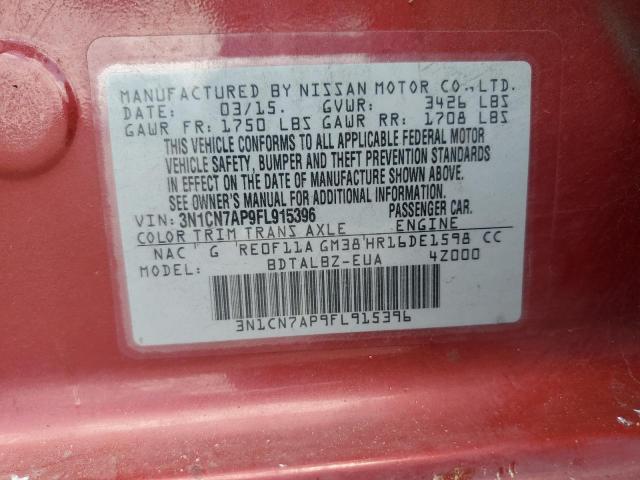 MANUFACTURED BY NISSAN MOTOR CO.,LTD.
DATE: 03/15. GVWR: 3426 LBS
GAWR FR: 1750 LBS GAWR RR: 1708 LBS
THIS VEHICLE CONFORMS TO ALL APPLICABLE FEDERAL MOTOR
VEHICLE SAFETY, BUMPER AND THEFT PREVENTION STANDARDS
IN EFFECT ON THE DATE OF MANUFACTURE SHOWN ABOVE.
SEE OWNER'S MANUAL FOR ADDITIONAL INFORMATION.
VIN: 3N1CN7AP9FL915396 PASSENGER CAR.
COLOR TRIM TRANS AXLE ENGINE
NAC G RE0F11A GM38 HR16DE1598 CC
MODEL: BDTALBZ-EUA 4Z000
3N1CN7AP9FL915396